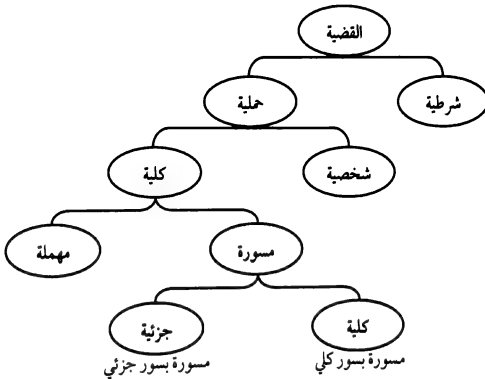 القضية
شرطية
حملية
شخصية
كلية
مسورة
مهملة
كلية
جزئية
مسورة بسور كلي
مسورة بسور جزئي